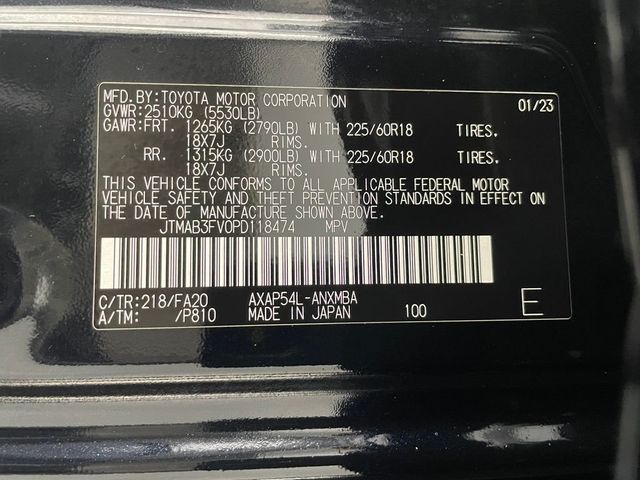 MFD.BY:TOYOTA MOTOR CORPORATION 01/23
GVWR:2510KG (5530LB)
GAWR:FRT. 1265KG (2790LB) WITH 225/60R18 TIRES.
18X7J RIMS.
RR. 1315KG (2900LB) WITH 225/60R18 TIRES.
18X7J RIMS.
THIS VEHICLE CONFORMS TO ALL APPLICABLE FEDERAL MOTOR
VEHICLE SAFETY AND THEFT PREVENTION STANDARDS IN EFFECT ON
THE DATE OF MANUFACTURE SHOWN ABOVE.
JTMAB3FV0PD118474 MPV
C/TR:218/FA20 AXAP54L-ANXMBA
A/TM: /P810 MADE IN JAPAN 100 E